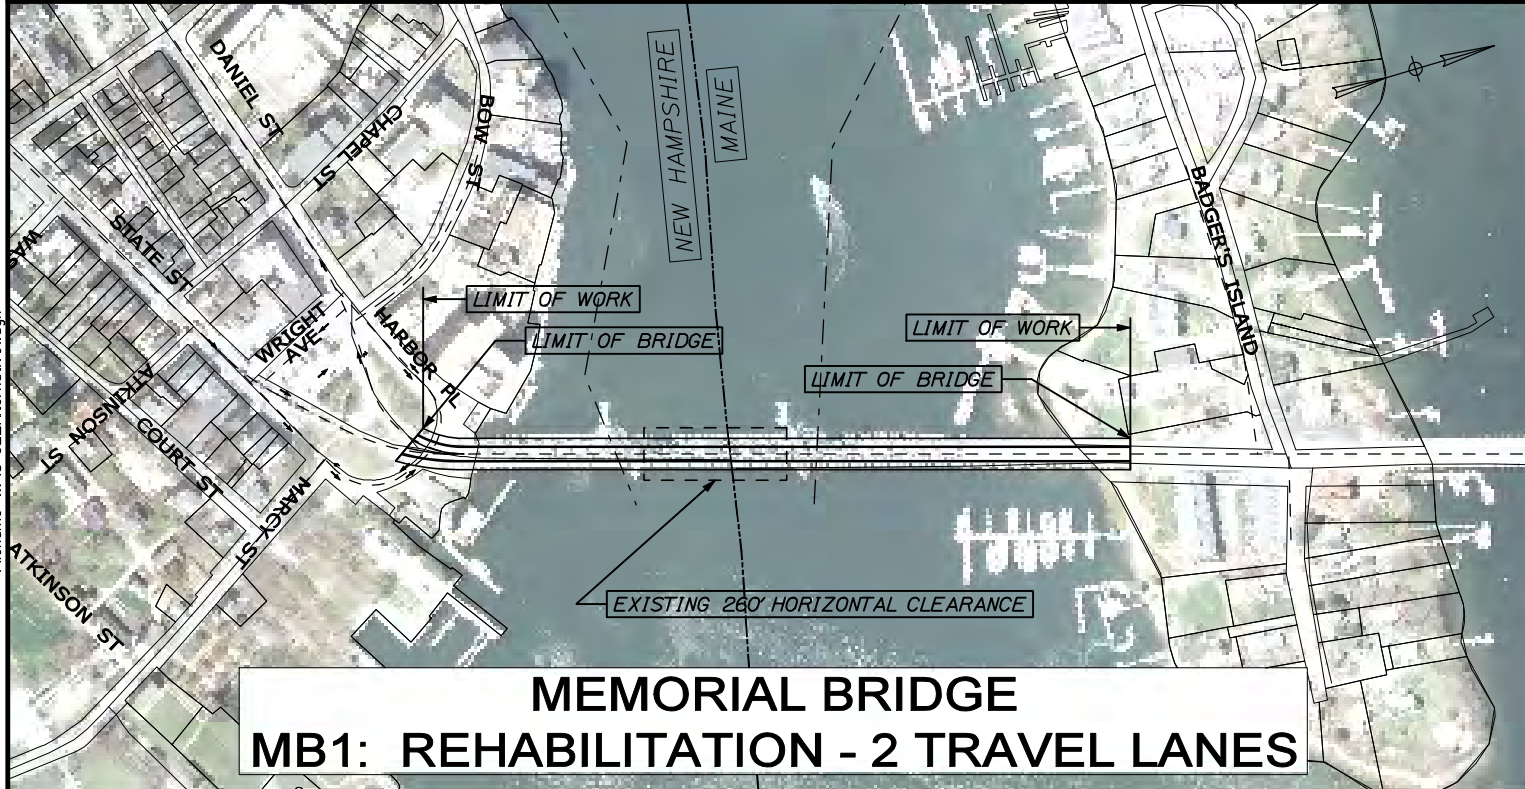 DANIEL ST
CHAPEL ST
BOW ST
NEW HAMPSHIRE
MAINE
BADGER'S ISLAND
STATE ST
WAS
WRIGHT
AVE
HARBOR PL
LIMIT OF WORK
LIMIT OF BRIDGE
LIMIT OF WORK
LIMIT OF BRIDGE
ATKINSON ST
COURT ST
MARCY ST
ATKINSON ST
EXISTING 260' HORIZONTAL CLEARANCE
MEMORIAL BRIDGE
MB1: REHABILITATION - 2 TRAVEL LANES